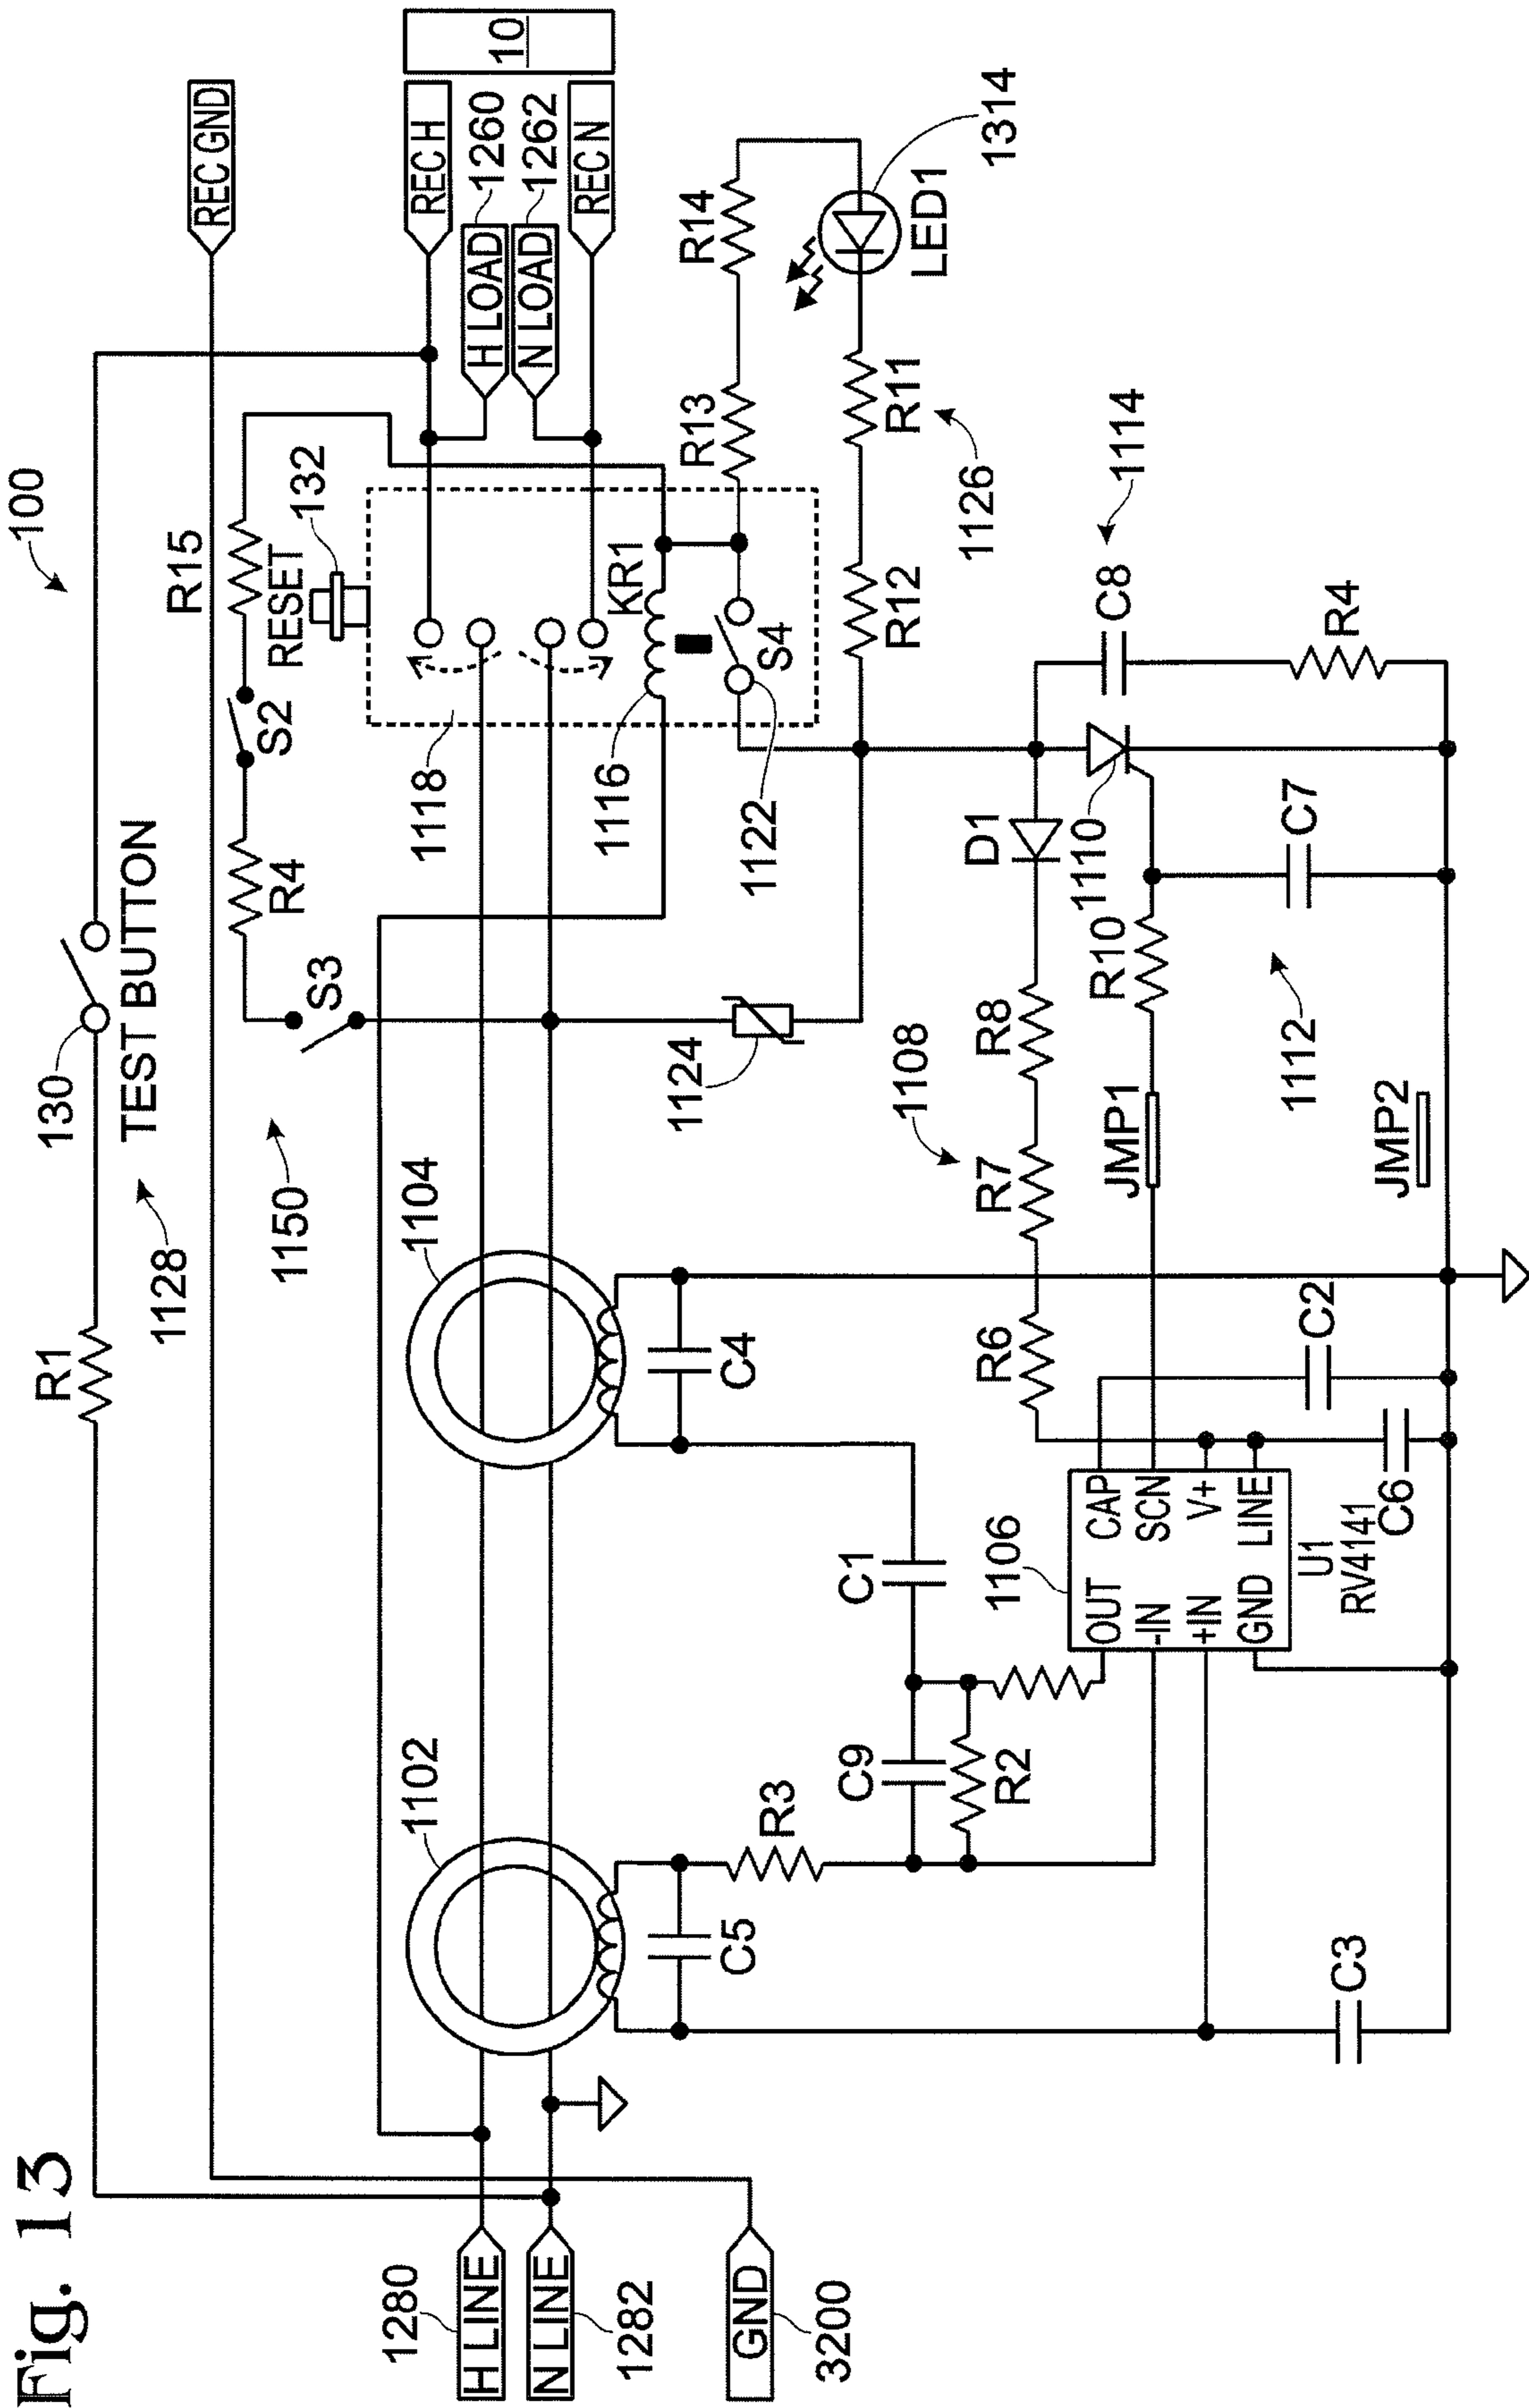 Fig. 13
100
R1
130
TEST BUTTON
1128
REC GND
10
R4
S2
R15
RESET
132
S3
1150
REC H
H LOAD
1260
N LOAD
1262
REC N
1102
1104
1118
1116
KR1
1122
S4
1124
1280
H LINE
N LINE
1282
GND
3200
R13
R14
R12
R11
LED1
1314
1126
C5
R3
C4
C9
R2
C1
1106
OUT
-IN
+IN
GND
CAP
SCN
V+
LINE
U1
RV4141
R6
R7
R8
1108
D1
1110
C8
1114
R4
JMP1
R10
C7
1112
JMP2
C2
C6
C3